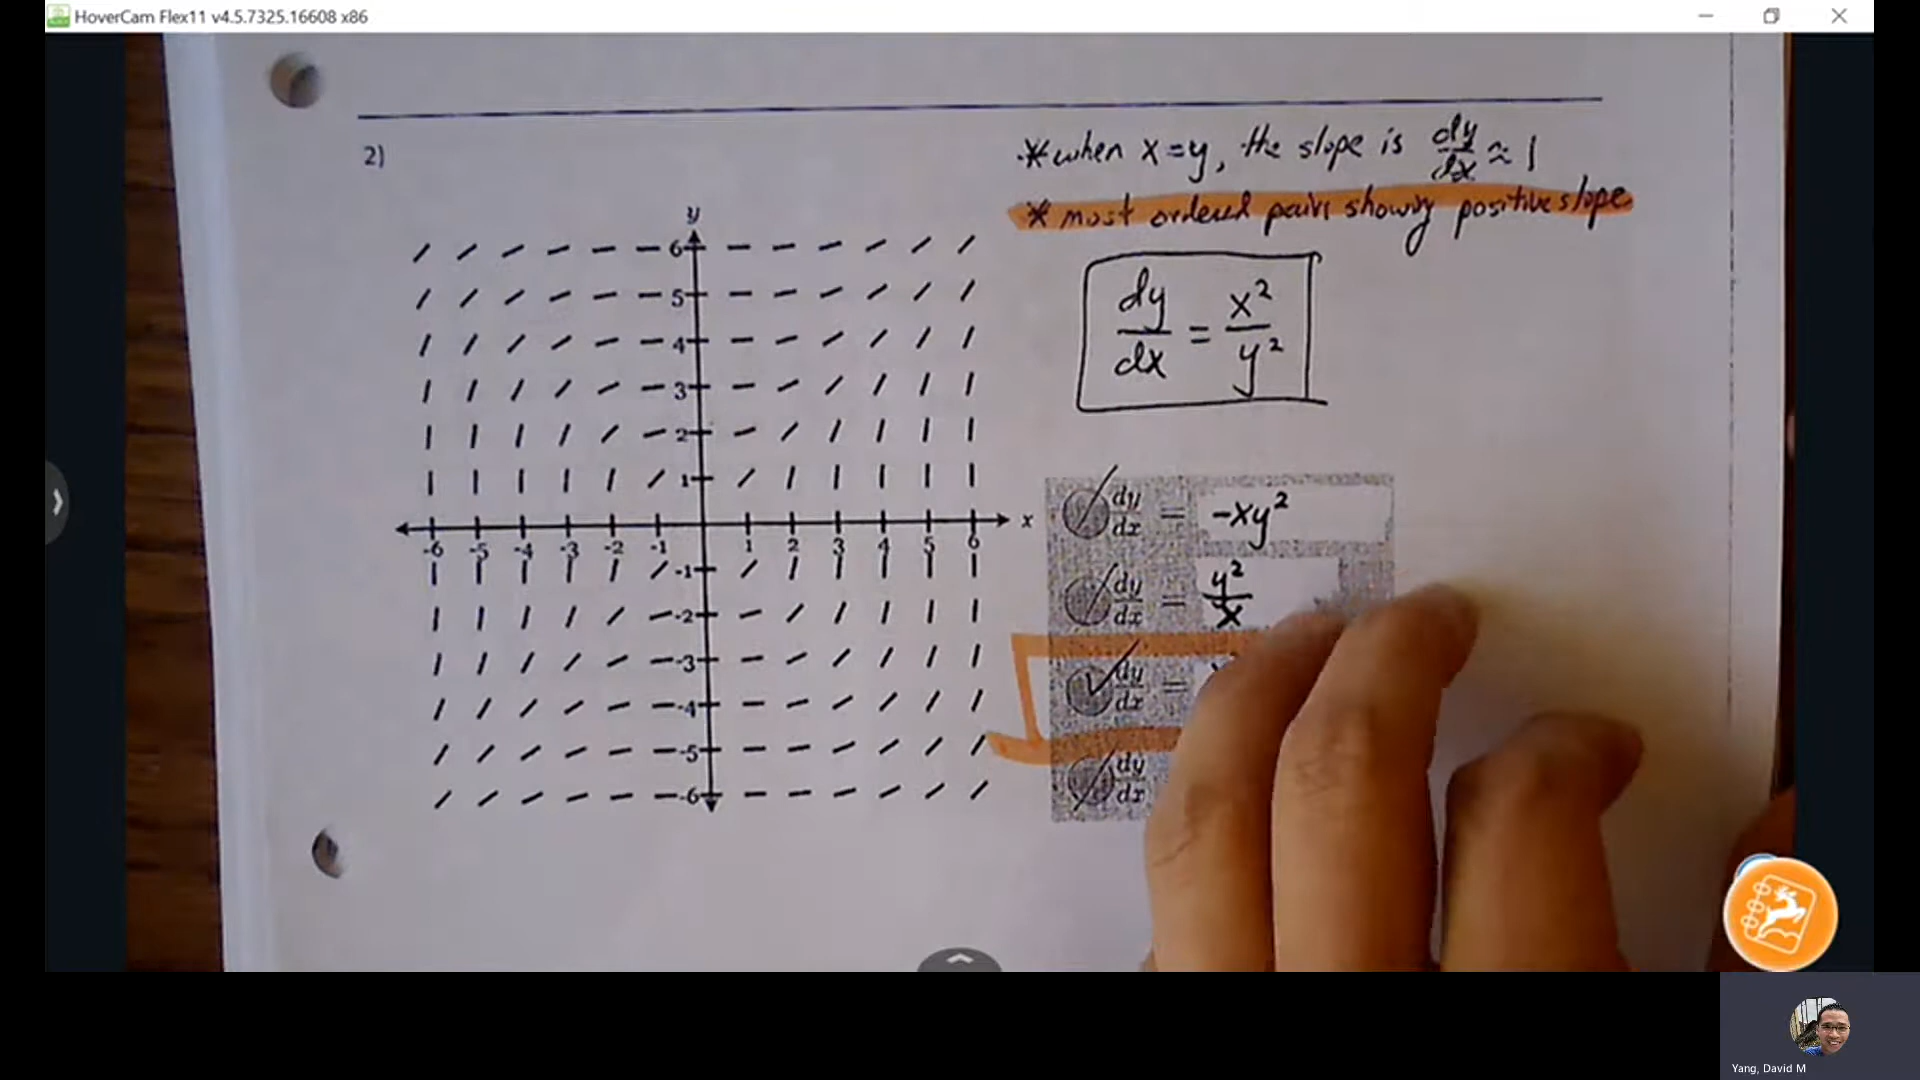 HoverCam Flex11 v4.5.7325.16608 x86
2)
* when x = y, the slope is dy/dx ≈ 1
* most ordered pairs showing positive slope
y
6
5
4
3
2
1
x
-6 -5 -4 -3 -2 -1 1 2 3 4 5 6
-1
-2
-3
-4
-5
-6
dy/dx = x²/y²
dy/dx = -xy²
dy/dx = y²/x
dy/dx =
dy/dx
Yang, David M